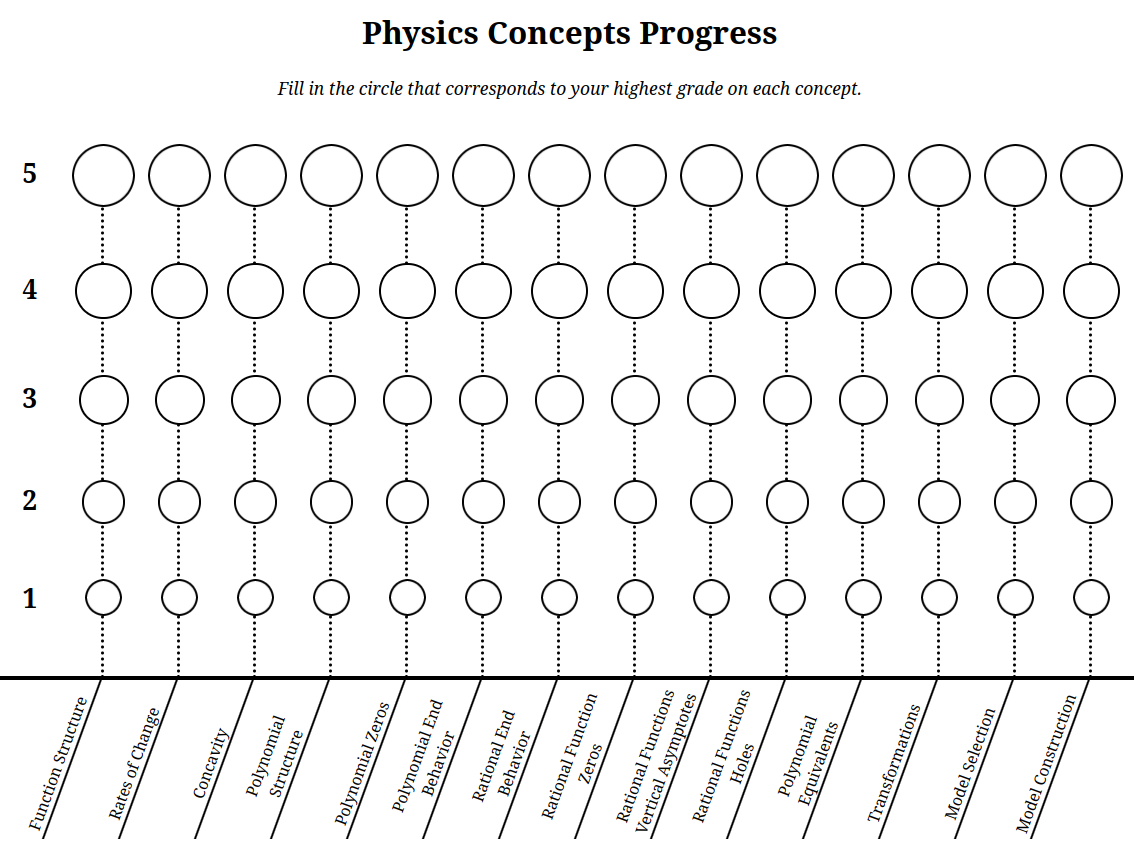 Physics Concepts Progress
Fill in the circle that corresponds to your highest grade on each concept.
5
4
3
2
1
Function Structure
Rates of Change
Concavity
Polynomial
Structure
Polynomial Zeros
Polynomial End
Behavior
Rational End
Behavior
Rational Function
Zeros
Rational Functions
Vertical Asymptotes
Rational Functions
Holes
Polynomial
Equivalents
Transformations
Model Selection
Model Construction